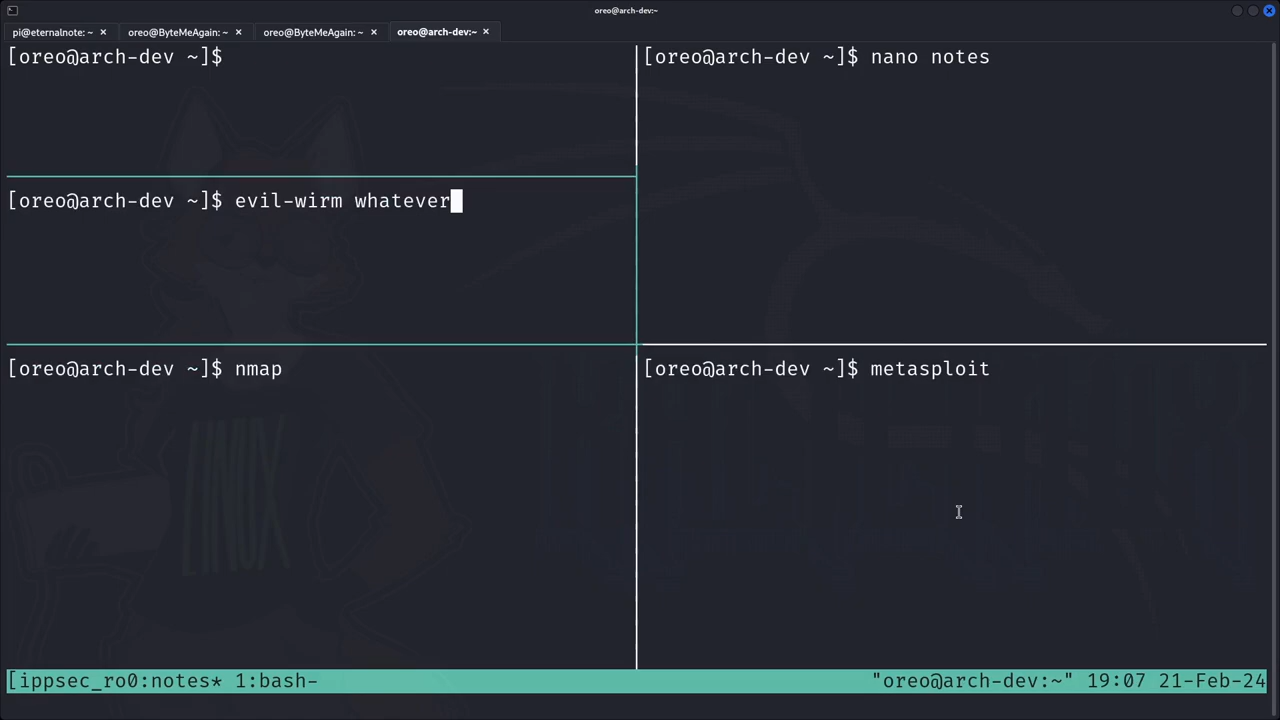 oreo@arch-dev:~
pi@eternalnote: ~ × oreo@ByteMeAgain: ~ × oreo@ByteMeAgain: ~ × oreo@arch-dev:~ ×
[oreo@arch-dev ~]$
[oreo@arch-dev ~]$ nano notes
[oreo@arch-dev ~]$ evil-wirm whatever
[oreo@arch-dev ~]$ nmap
[oreo@arch-dev ~]$ metasploit
LINUX
[ippsec_ro0:notes* 1:bash- "oreo@arch-dev:~" 19:07 21-Feb-24